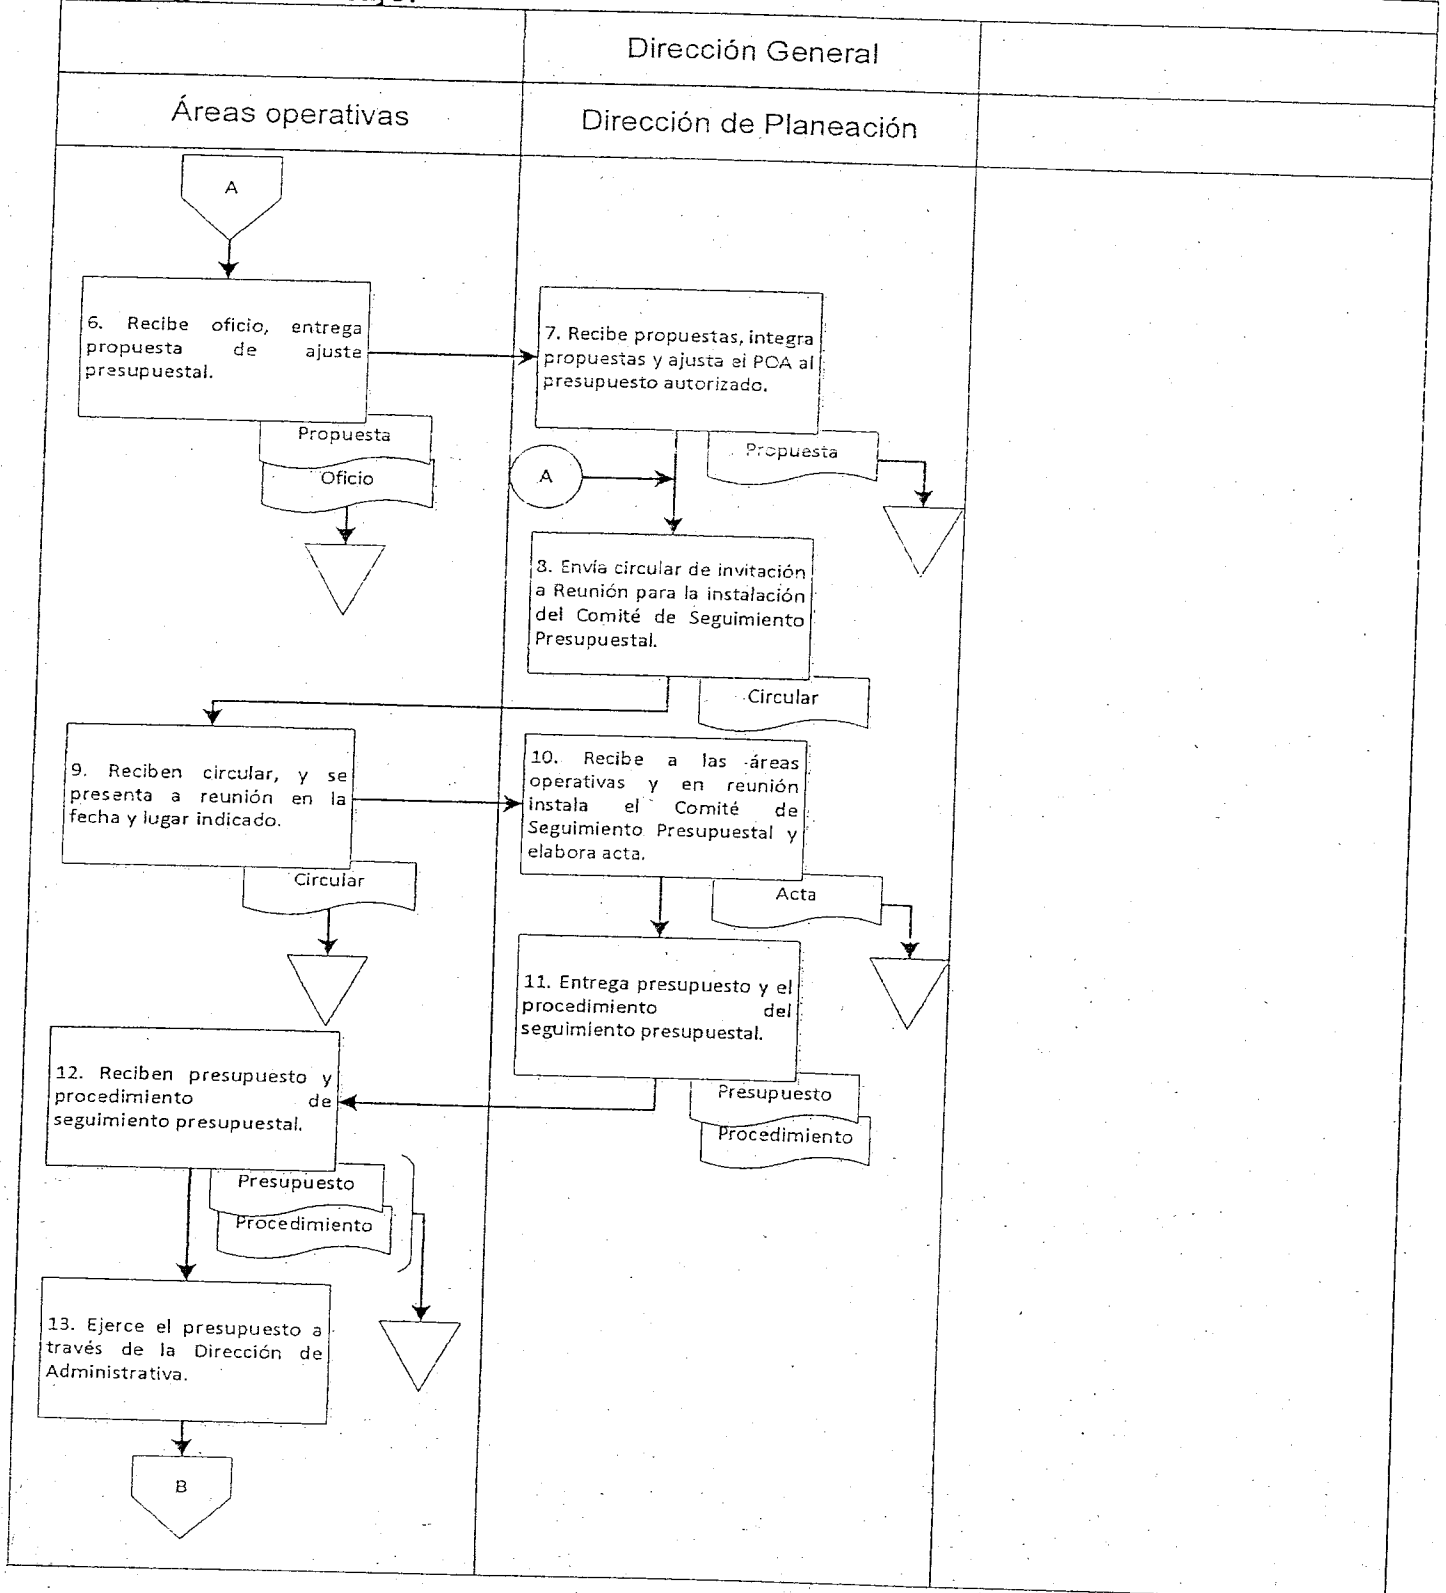 Dirección General
Áreas operativas
Dirección de Planeación
A
6. Recibe oficio, entrega
propuesta de ajuste
presupuestal.
Propuesta
Oficio
7. Recibe propuestas, integra
propuestas y ajusta el POA al
presupuesto autorizado.
Propuesta
A
8. Envía circular de invitación
a Reunión para la instalación
del Comité de Seguimiento
Presupuestal.
Circular
9. Reciben circular, y se
presenta a reunión en la
fecha y lugar indicado.
Circular
10. Recibe a las áreas
operativas y en reunión
instala el Comité de
Seguimiento Presupuestal y
elabora acta.
Acta
11. Entrega presupuesto y el
procedimiento del
seguimiento presupuestal.
Presupuesto
Procedimiento
12. Reciben presupuesto y
procedimiento de
seguimiento presupuestal.
Presupuesto
Procedimiento
13. Ejerce el presupuesto a
través de la Dirección de
Administrativa.
B